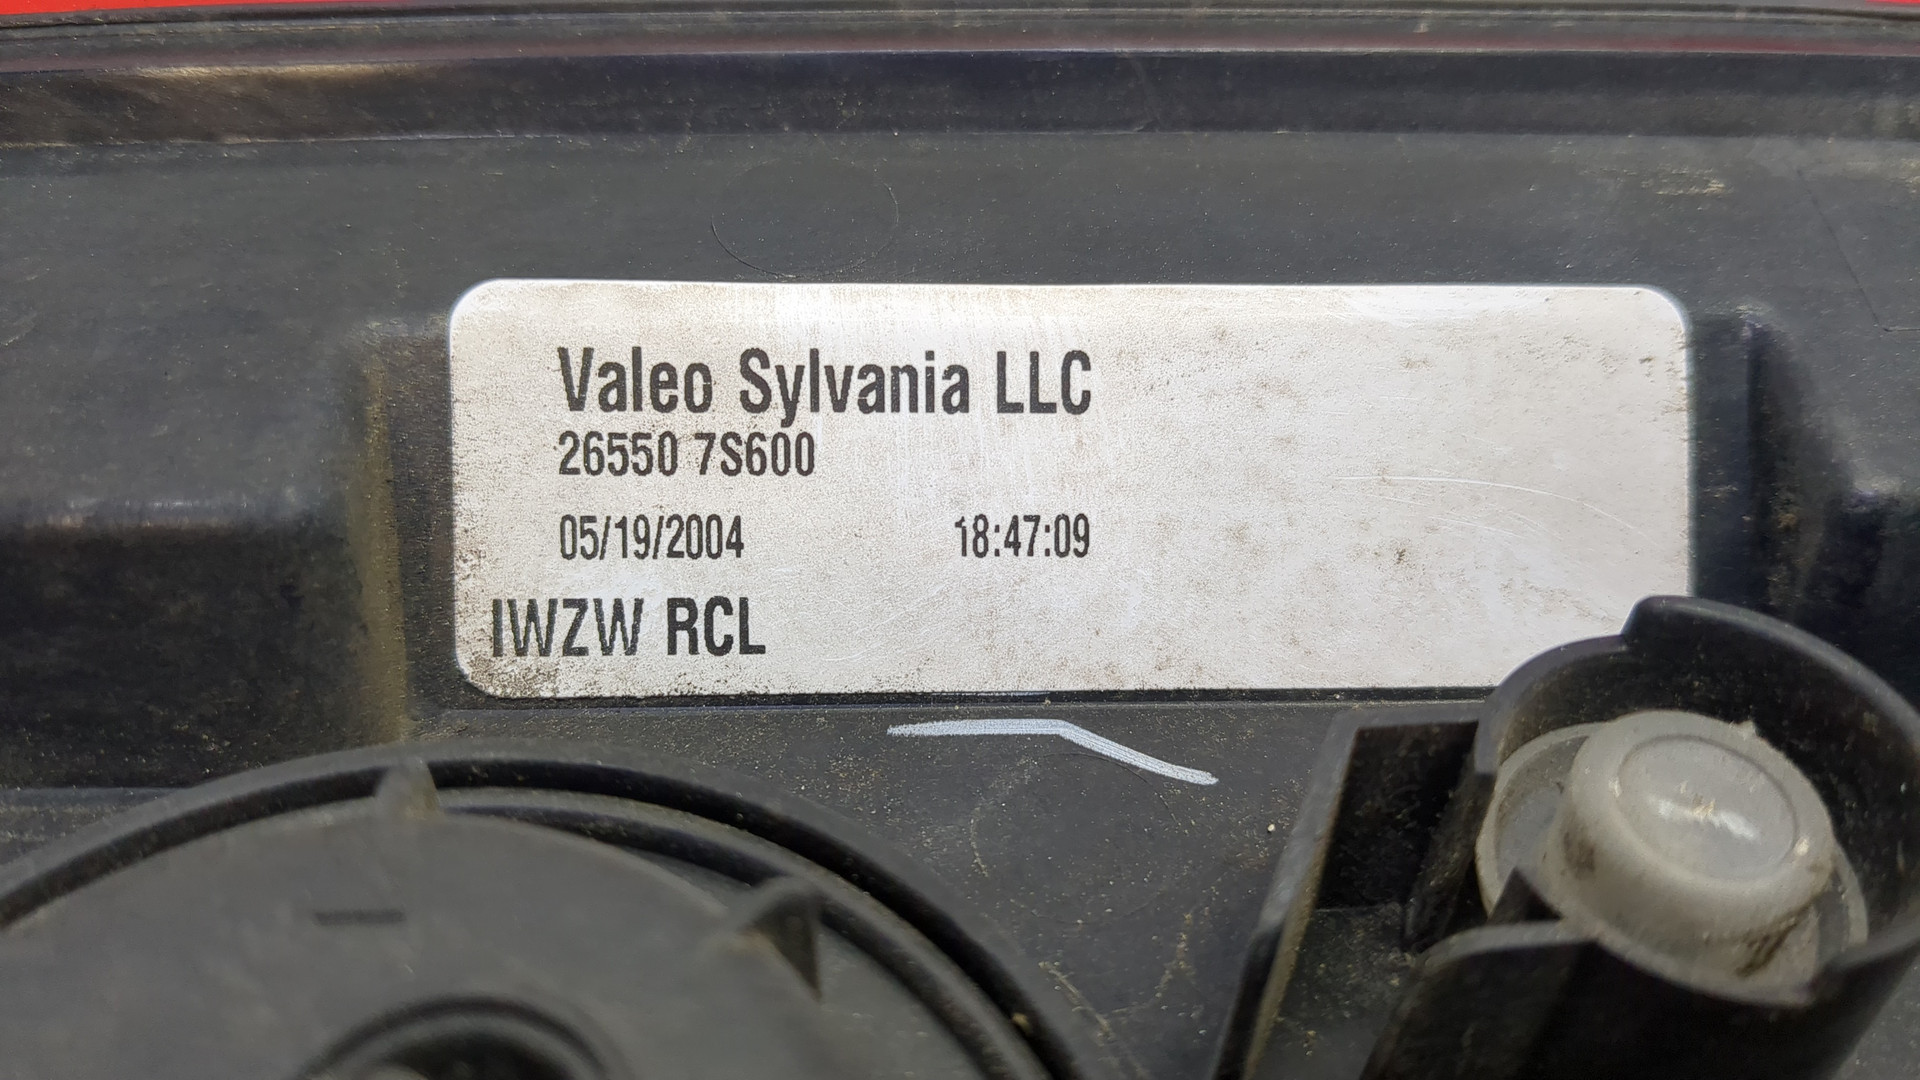 Valeo Sylvania LLC
26550 7S600
05/19/2004 18:47:09
IWZW RCL